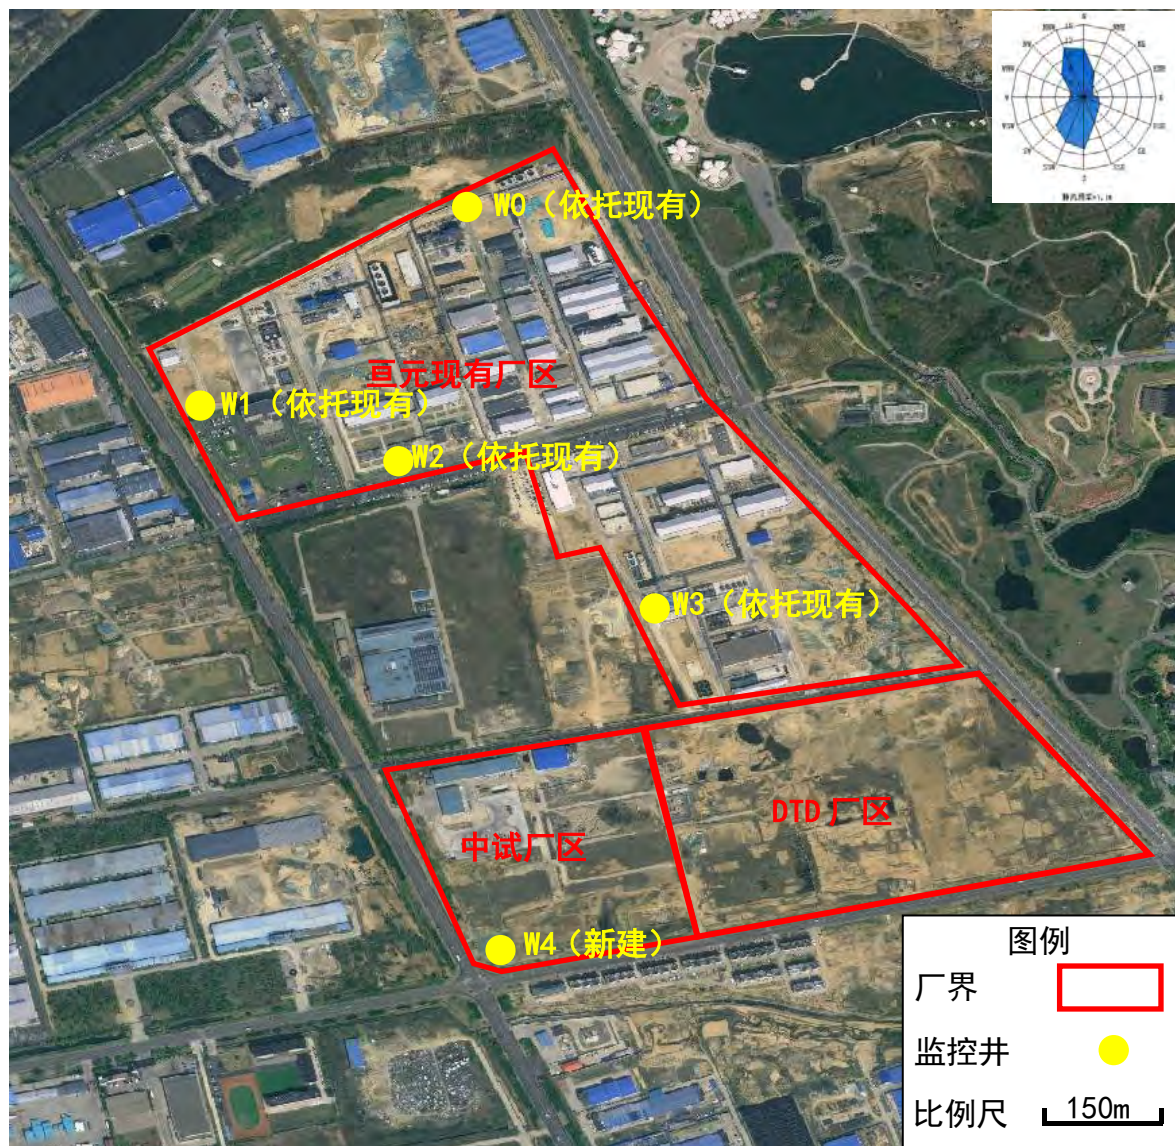 W0（依托现有）
亘元现有厂区
W1（依托现有）
W2（依托现有）
W3（依托现有）
DTD厂区
中试厂区
W4（新建）
图例
厂界
监控井
比例尺 150m